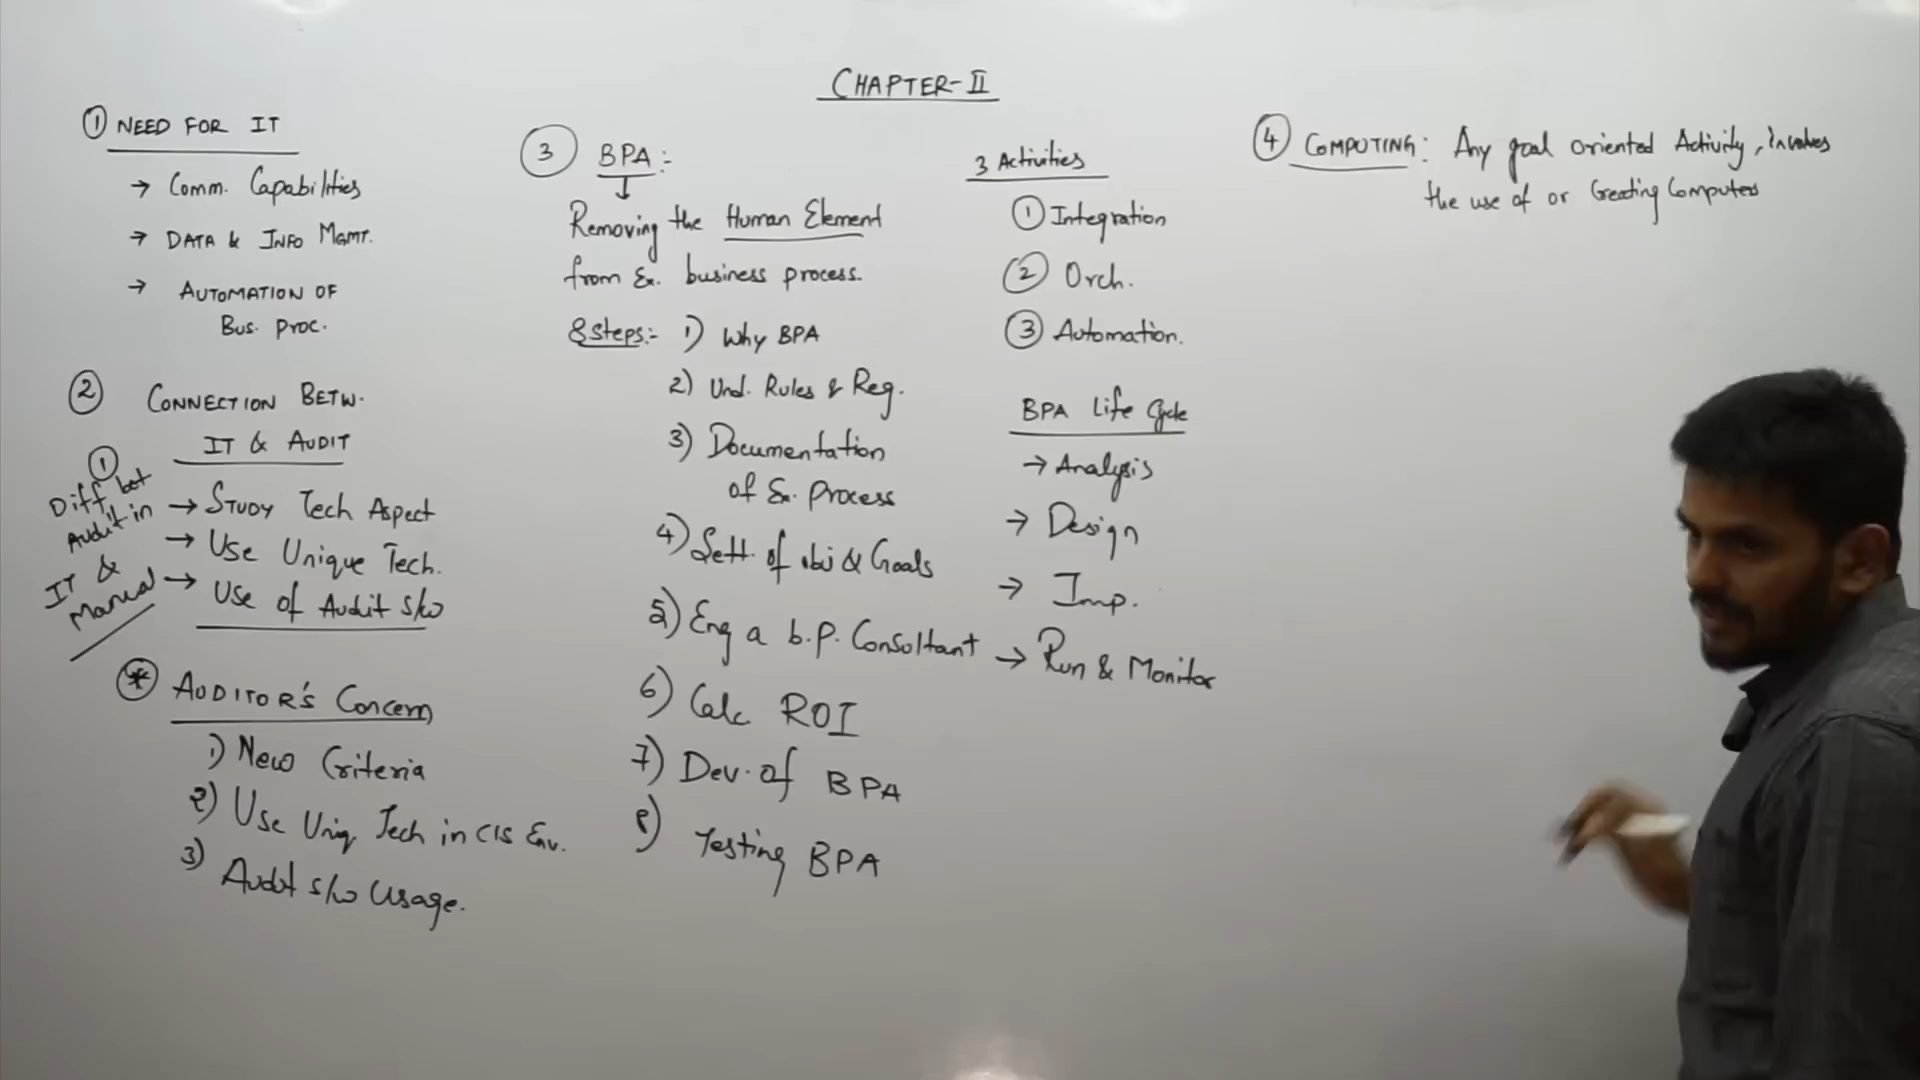 CHAPTER-II
① NEED FOR IT
→ Comm. Capabilities
→ DATA & INFO MGMT.
→ AUTOMATION OF
BUS. PROC.
② CONNECTION BETW.
IT & AUDIT
① Diff bet
Audit in
IT &
Manual
→ STUDY Tech Aspect
→ USE Unique Tech.
→ USE of Audit S/W
* AUDITOR'S Concern
1) New Criteria
2) Use Uniq Tech in CIS Env.
3) Audit s/w Usage.
③ BPA:-
↓
Removing the Human Element
from Ex. business process.
8 Steps:- 1) Why BPA
2) Und. Rules & Reg.
3) Documentation
of Ex. Process
4) Sett. of obj & Goals
5) Eng a b.p. Consultant
6) Calc ROI
7) Dev. of BPA
8) Testing BPA
3 Activities
① Integration
② Orch.
③ Automation.
BPA Life Cycle
→ Analysis
→ Design
→ Imp.
→ Run & Monitor
④ COMPUTING: Any goal oriented Activity, involves
the use of or Creating Computers